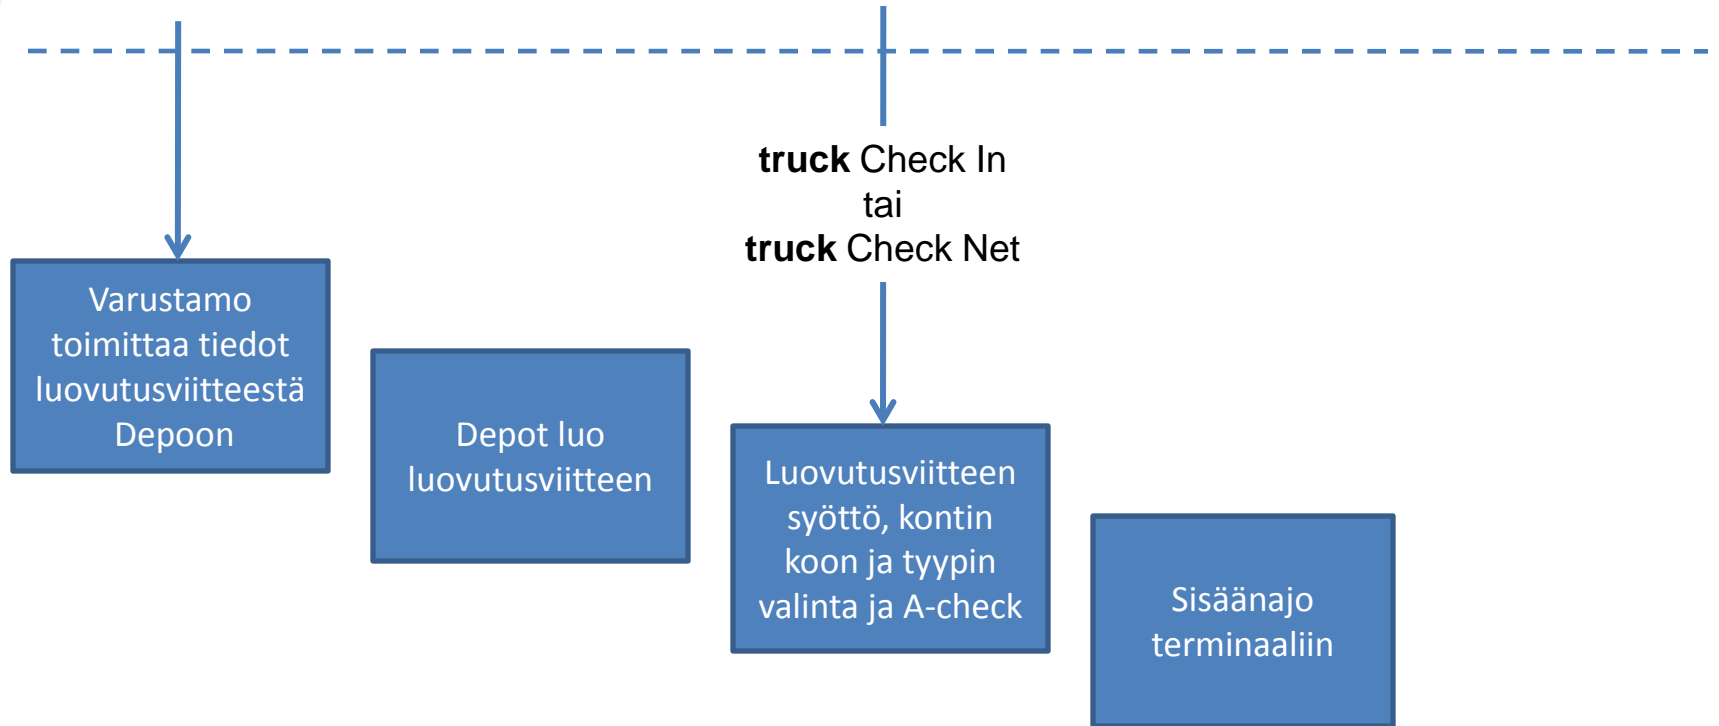 truck Check In
tai
truck Check Net
Varustamo
toimittaa tiedot
luovutusviitteestä
Depoon
Depot luo
luovutusviitteen
Luovutusviitteen
syöttö, kontin
koon ja tyypin
valinta ja A-check
Sisäänajo
terminaaliin